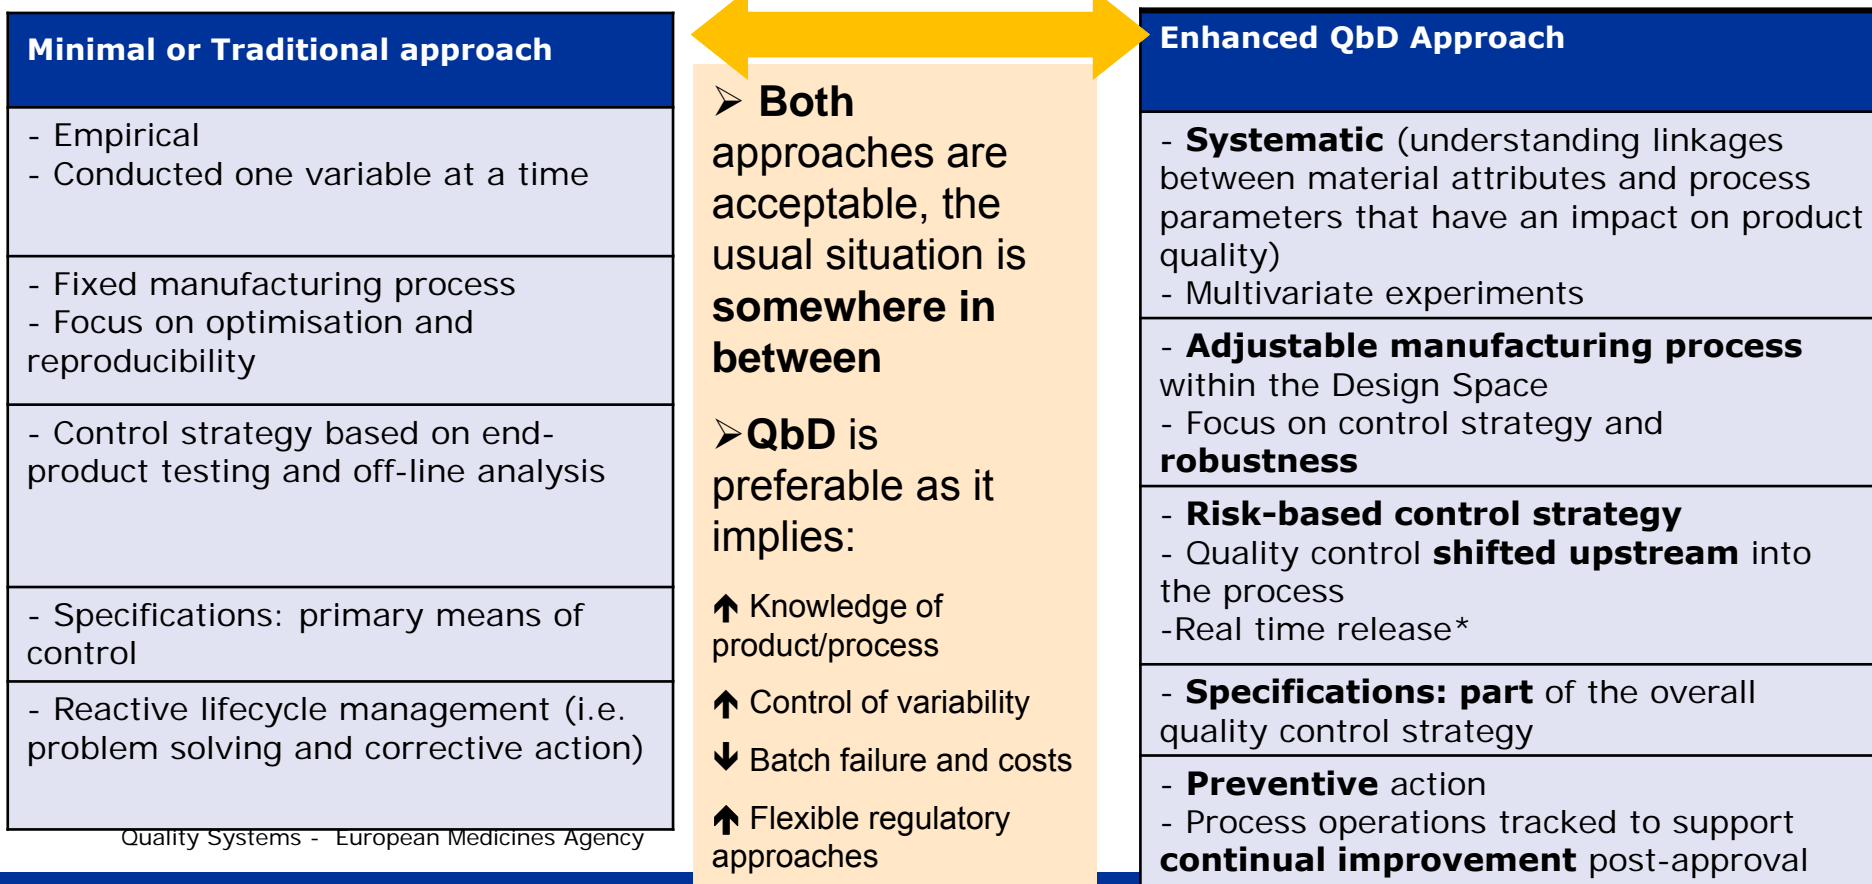 Minimal or Traditional approach
- Empirical
- Conducted one variable at a time
- Fixed manufacturing process
- Focus on optimisation and
reproducibility
- Control strategy based on end-
product testing and off-line analysis
- Specifications: primary means of
control
- Reactive lifecycle management (i.e.
problem solving and corrective action)
Quality Systems - European Medicines Agency
➢ Both
approaches are
acceptable, the
usual situation is
somewhere in
between
➢QbD is
preferable as it
implies:
🡹 Knowledge of
product/process
🡹 Control of variability
🡻 Batch failure and costs
🡹 Flexible regulatory
approaches
Enhanced QbD Approach
- Systematic (understanding linkages
between material attributes and process
parameters that have an impact on product
quality)
- Multivariate experiments
- Adjustable manufacturing process
within the Design Space
- Focus on control strategy and
robustness
- Risk-based control strategy
- Quality control shifted upstream into
the process
-Real time release*
- Specifications: part of the overall
quality control strategy
- Preventive action
- Process operations tracked to support
continual improvement post-approval